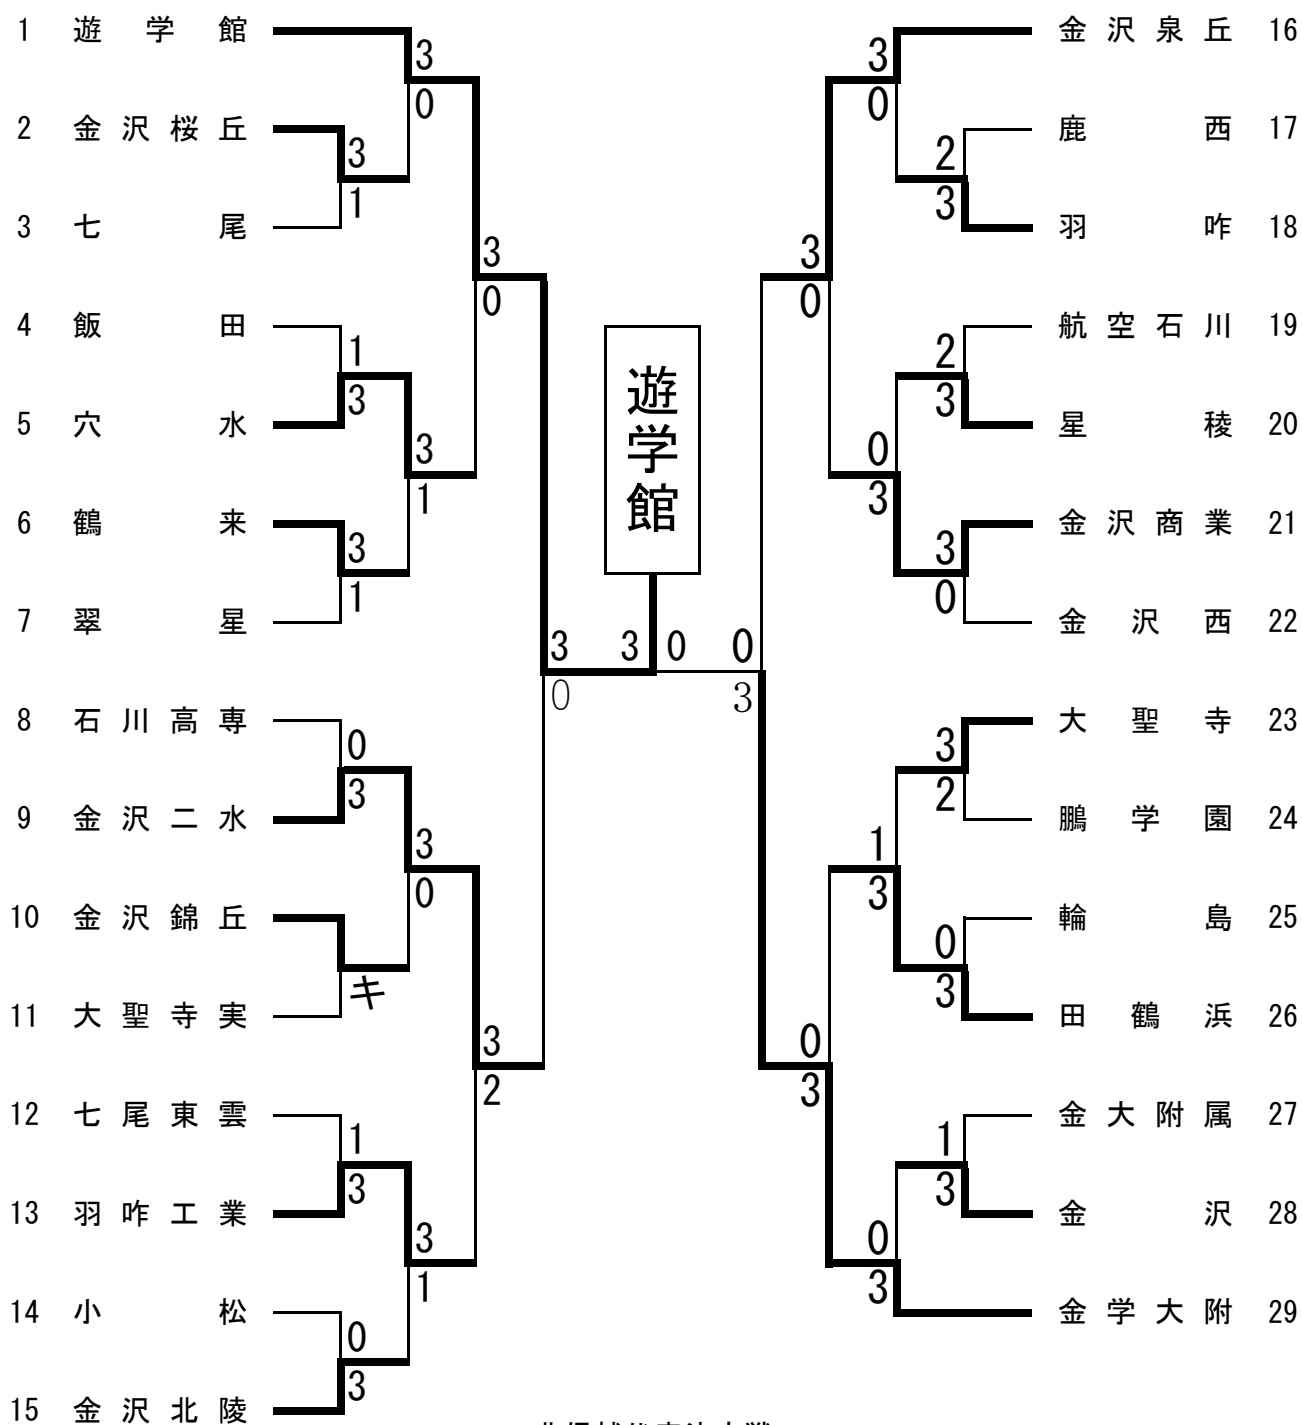 1 遊学館
2 金沢桜丘
3 七尾
4 飯田
5 穴水
6 鶴来
7 翠星
8 石川高専
9 金沢二水
10 金沢錦丘
11 大聖寺実
12 七尾東雲
13 羽咋工業
14 小松
15 金沢北陵
3
0
3
1
3
0
1
3
3
1
3
1
0
3
3
0
キ
3
2
1
3
3
1
0
3
遊学館
3
0
3 0
0
3
金沢泉丘 16
鹿西 17
羽咋 18
航空石川 19
星稜 20
金沢商業 21
金沢西 22
大聖寺 23
鵬学園 24
輪島 25
田鶴浜 26
金大附属 27
金沢 28
金学大附 29
3
0
2
3
3
0
2
3
0
3
3
0
3
2
1
3
0
3
0
3
1
3
0
3